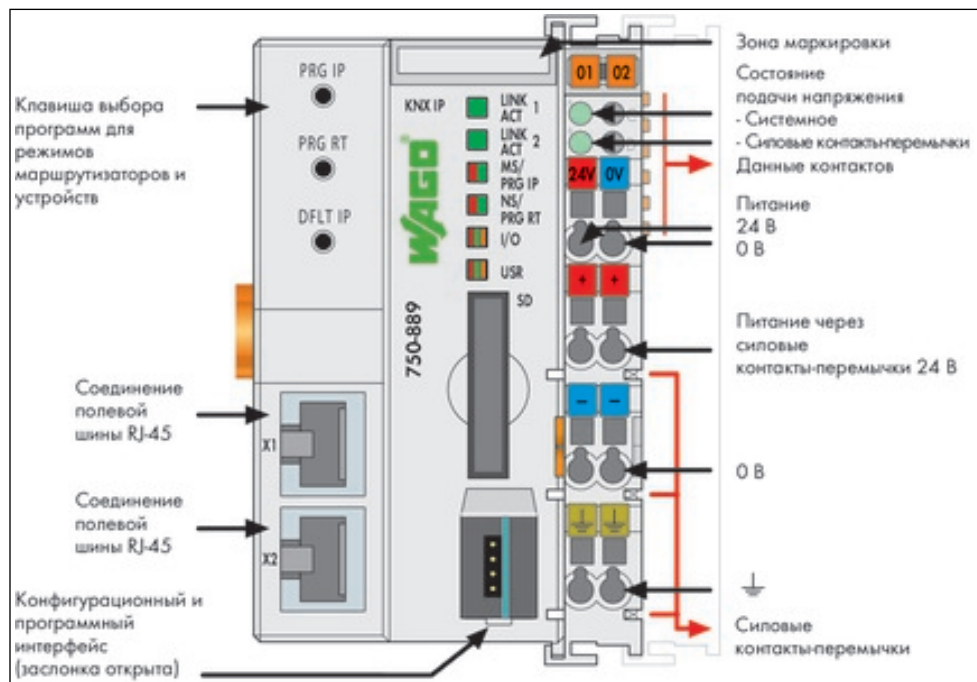 Клавиша выбора
программ для
режимов
маршрутизаторов и
устройств
Соединение
полевой
шины RJ-45
Соединение
полевой
шины RJ-45
Конфигурационный и
программный
интерфейс
(заслонка открыта)
PRG IP
PRG RT
DFLT IP
X1
X2
KNX IP
LINK 1
ACT
LINK 2
ACT
MS/
PRG IP
NS/
PRG RT
I/O
USR
WAGO
750-889
SD
01 02
24V 0V
+ +
– –
Зона маркировки
Состояние
подачи напряжения
- Системное
- Силовые контакты-перемычки
Данные контактов
Питание
24 В
0 В
Питание через
силовые
контакты-перемычки 24 В
0 В
Силовые
контакты-перемычки